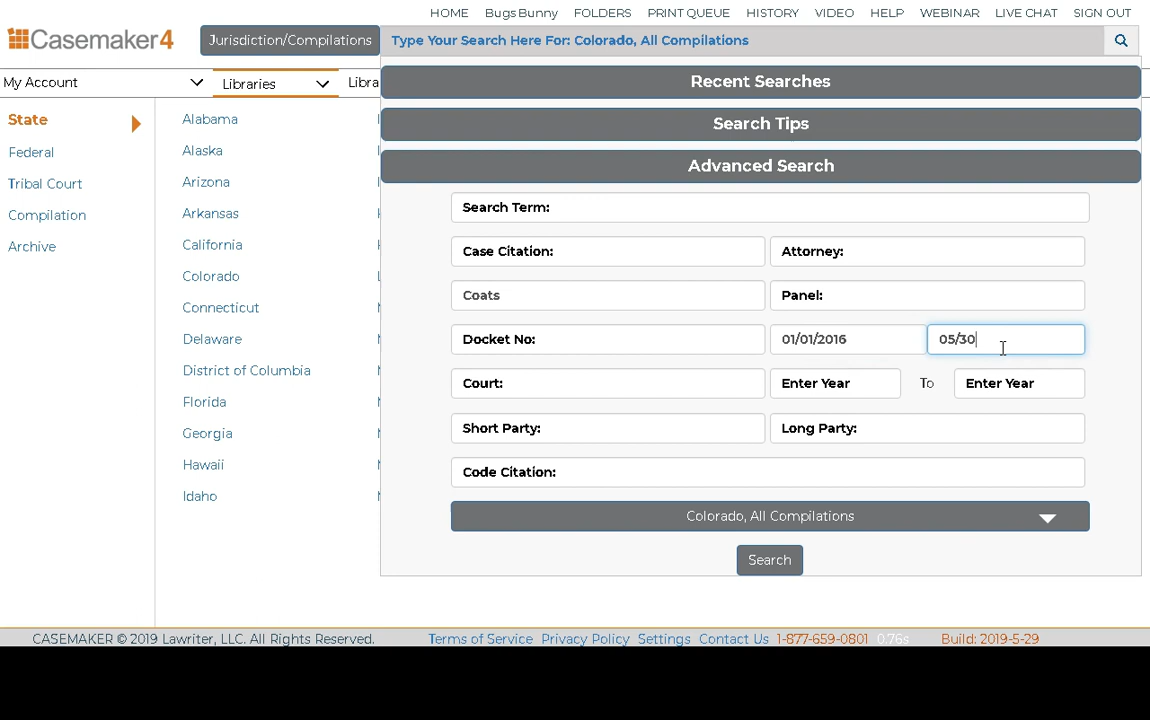 HOME Bugs Bunny FOLDERS PRINT QUEUE HISTORY VIDEO HELP WEBINAR LIVE CHAT SIGN OUT
Casemaker4 Jurisdiction/Compilations Type Your Search Here For: Colorado, All Compilations
My Account Libraries Libra
Recent Searches
Search Tips
Advanced Search
State
Federal
Tribal Court
Compilation
Archive
Alabama
Alaska
Arizona
Arkansas
California
Colorado
Connecticut
Delaware
District of Columbia
Florida
Georgia
Hawaii
Idaho
Search Term:
Case Citation: Attorney:
Coats Panel:
Docket No: 01/01/2016 05/30
Court: Enter Year To Enter Year
Short Party: Long Party:
Code Citation:
Colorado, All Compilations
Search
CASEMAKER © 2019 Lawriter, LLC. All Rights Reserved. Terms of Service Privacy Policy Settings Contact Us 1-877-659-0801 0.76s Build: 2019-5-29